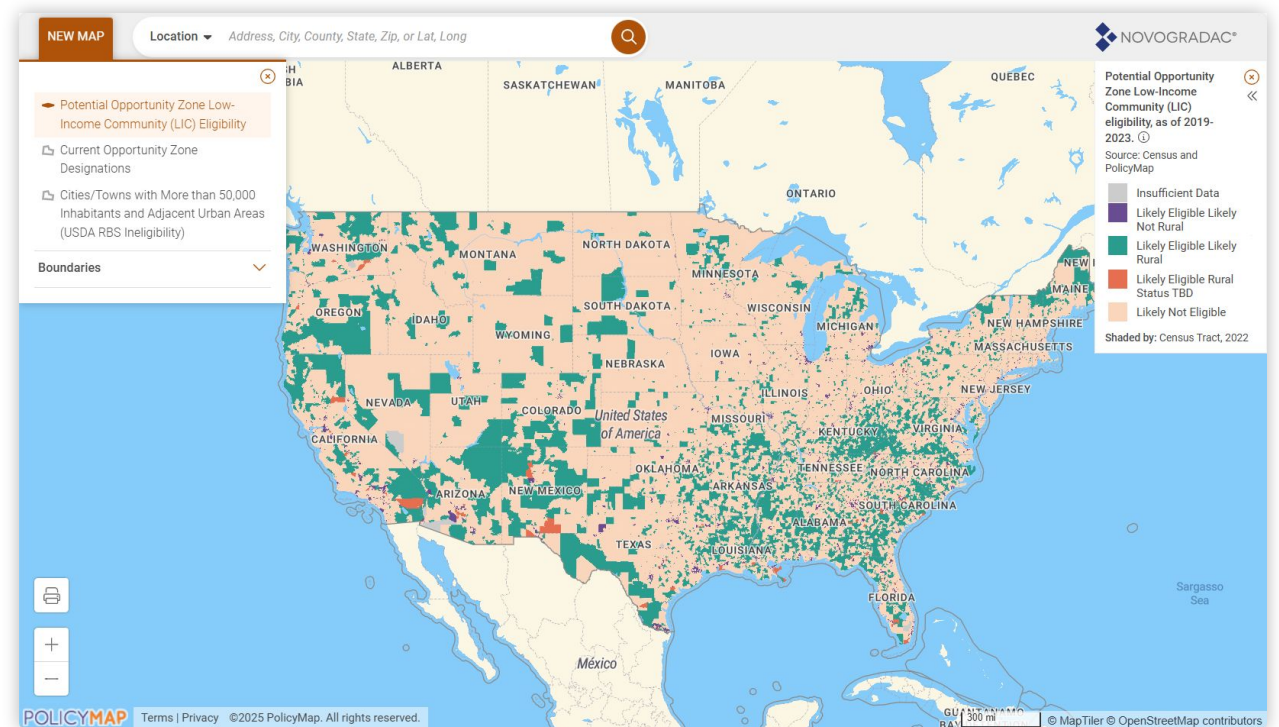 NEW MAP
Location
Address, City, County, State, Zip, or Lat, Long
NOVOGRADAC®
Potential Opportunity Zone Low-
Income Community (LIC) Eligibility
Current Opportunity Zone
Designations
Cities/Towns with More than 50,000
Inhabitants and Adjacent Urban Areas
(USDA RBS Ineligibility)
Boundaries
Potential Opportunity
Zone Low-Income
Community (LIC)
eligibility, as of 2019-
2023.
Source: Census and
PolicyMap
Insufficient Data
Likely Eligible Likely
Not Rural
Likely Eligible Likely
Rural
Likely Eligible Rural
Status TBD
Likely Not Eligible
Shaded by: Census Tract, 2022
ALBERTA
SASKATCHEWAN
MANITOBA
QUEBEC
ONTARIO
WASHINGTON
MONTANA
NORTH DAKOTA
MINNESOTA
MAINE
OREGON
IDAHO
SOUTH DAKOTA
WISCONSIN
MICHIGAN
NEW HAMPSHIRE
WYOMING
MASSACHUSETTS
IOWA
NEBRASKA
NEVADA
UTAH
COLORADO
ILLINOIS
OHIO
NEW JERSEY
United States
of America
MISSOURI
KENTUCKY
VIRGINIA
CALIFORNIA
OKLAHOMA
TENNESSEE
NORTH CAROLINA
ARIZONA
NEW MEXICO
ARKANSAS
SOUTH CAROLINA
ALABAMA
TEXAS
LOUISIANA
FLORIDA
Sargasso
Sea
México
300 mi
POLICYMAP
Terms | Privacy ©2025 PolicyMap. All rights reserved.
© MapTiler © OpenStreetMap contributors